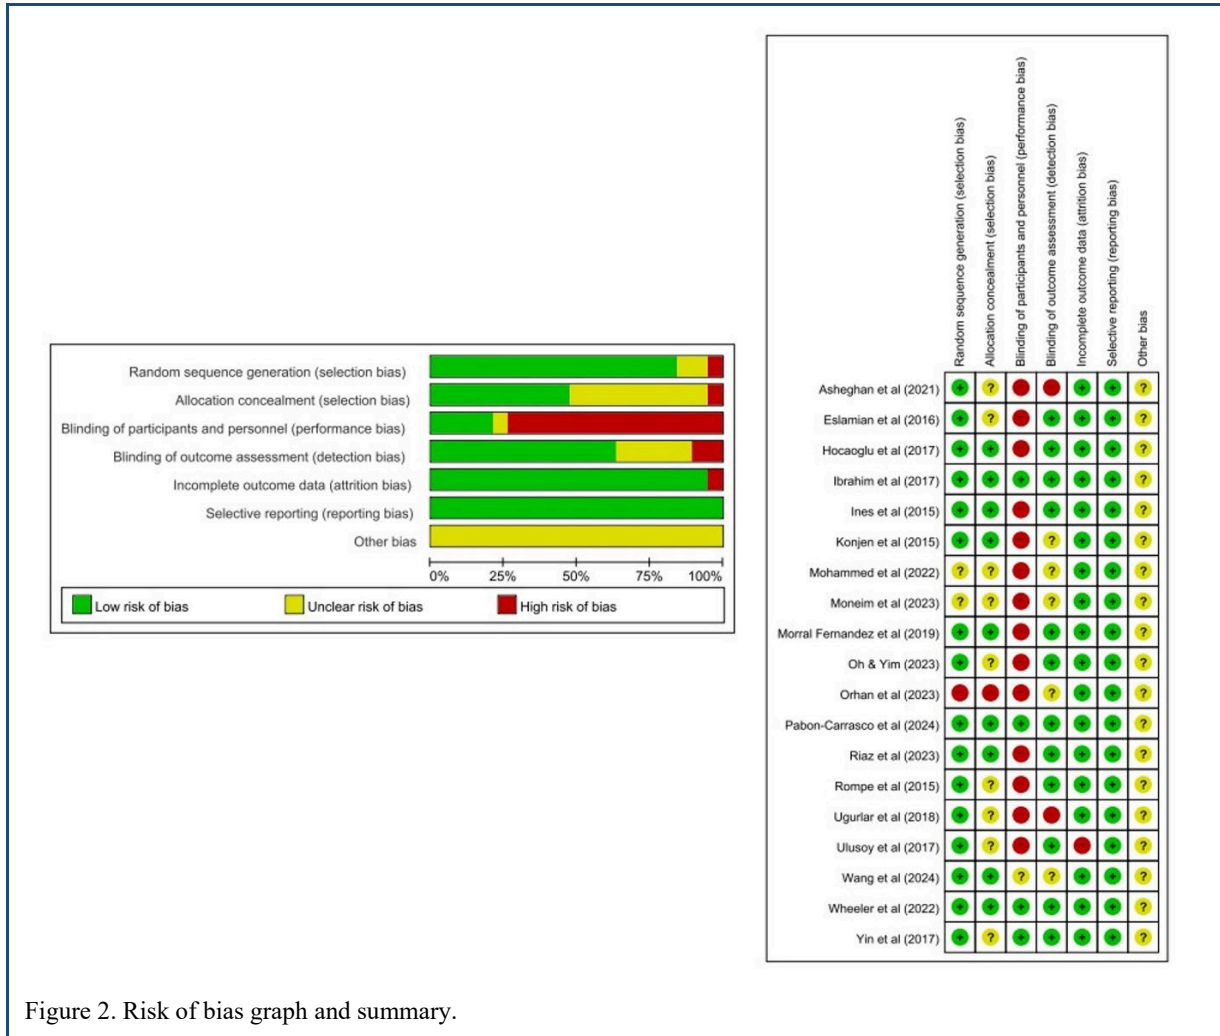 Random sequence generation (selection bias)
Allocation concealment (selection bias)
Blinding of participants and personnel (performance bias)
Blinding of outcome assessment (detection bias)
Incomplete outcome data (attrition bias)
Selective reporting (reporting bias)
Other bias
0% 25% 50% 75% 100%
Low risk of bias Unclear risk of bias High risk of bias
Random sequence generation (selection bias)
Allocation concealment (selection bias)
Blinding of participants and personnel (performance bias)
Blinding of outcome assessment (detection bias)
Incomplete outcome data (attrition bias)
Selective reporting (reporting bias)
Other bias
Asheghan et al (2021) + ? + + ?
Eslamian et al (2016) + ? + + + ?
Hocaoglu et al (2017) + + + + + ?
Ibrahim et al (2017) + + + + + + ?
Ines et al (2015) + + + + + ?
Konjen et al (2015) + + ? + + ?
Mohammed et al (2022) ? ? ? + + ?
Moneim et al (2023) ? ? ? + + ?
Morral Fernandez et al (2019) + + + + + ?
Oh & Yim (2023) + ? + + + ?
Orhan et al (2023) ? + + ?
Pabon-Carrasco et al (2024) + + + + + + ?
Riaz et al (2023) + + + + + ?
Rompe et al (2015) + ? + + + ?
Ugurlar et al (2018) + ? + + ?
Ulusoy et al (2017) + ? + + ?
Wang et al (2024) + + ? ? + + ?
Wheeler et al (2022) + + + + + + ?
Yin et al (2017) + ? + + + + ?
Figure 2. Risk of bias graph and summary.